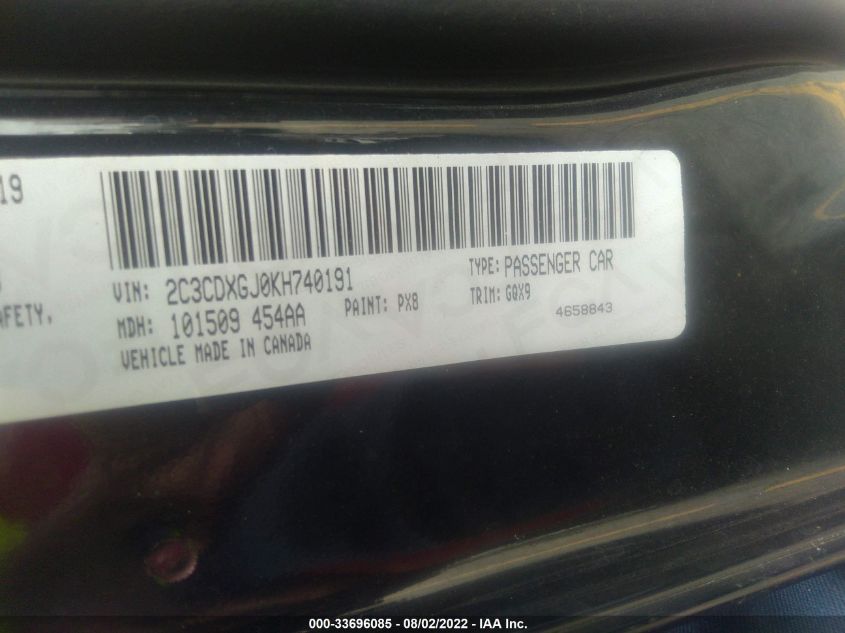 19
VIN: 2C3CDXGJ0KH740191
TYPE: PASSENGER CAR
AFETY,
MDH: 101509 454AA
PAINT: PX8
TRIM: GQX9
4658843
VEHICLE MADE IN CANADA
000-33696085 - 08/02/2022 - IAA Inc.